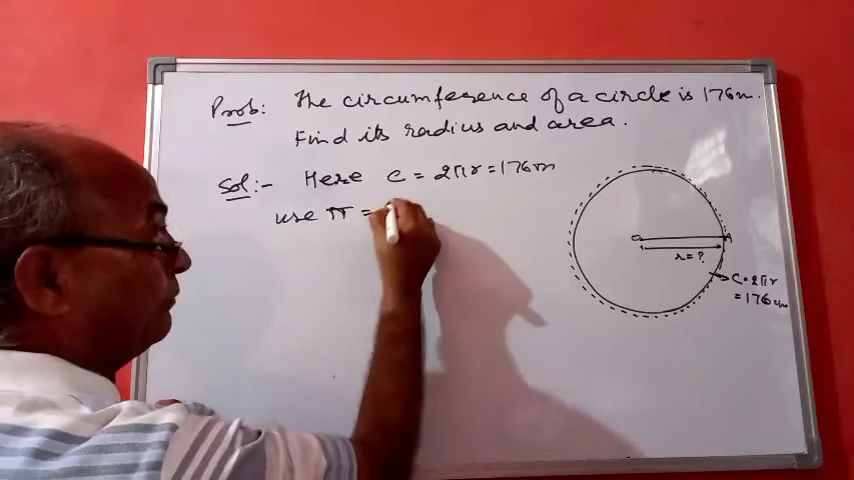 Prob: The circumference of a circle is 176m.
Find its radius and area.
Sol:- Here C = 2πr = 176m
use π =
O A
r = ?
C = 2πr
= 176m